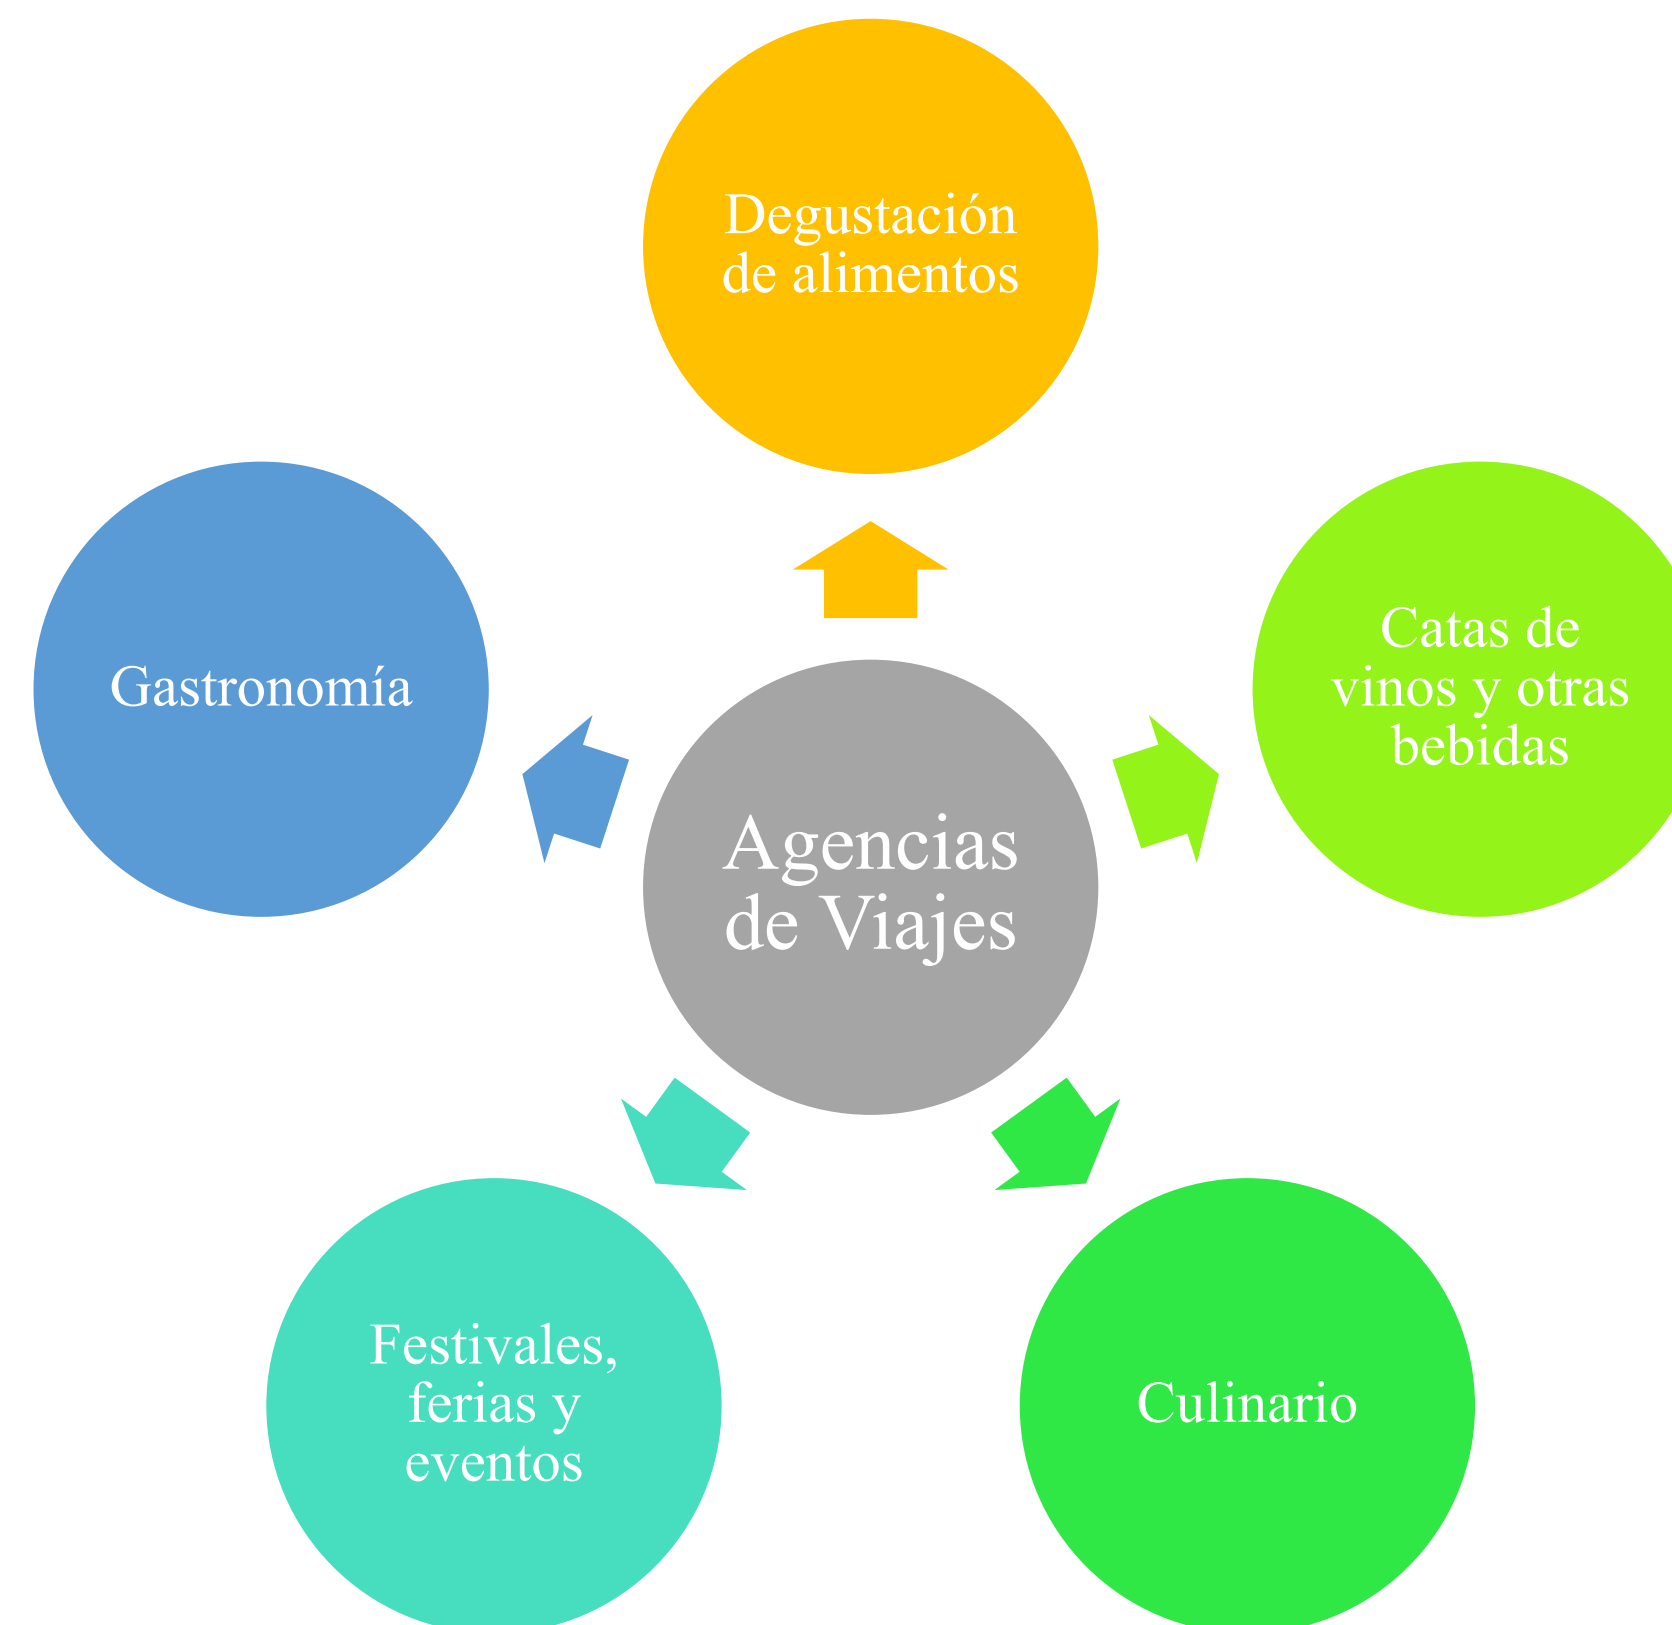 Degustación
de alimentos
Gastronomía
Catas de
vinos y otras
bebidas
Agencias
de Viajes
Festivales,
ferias y
eventos
Culinario